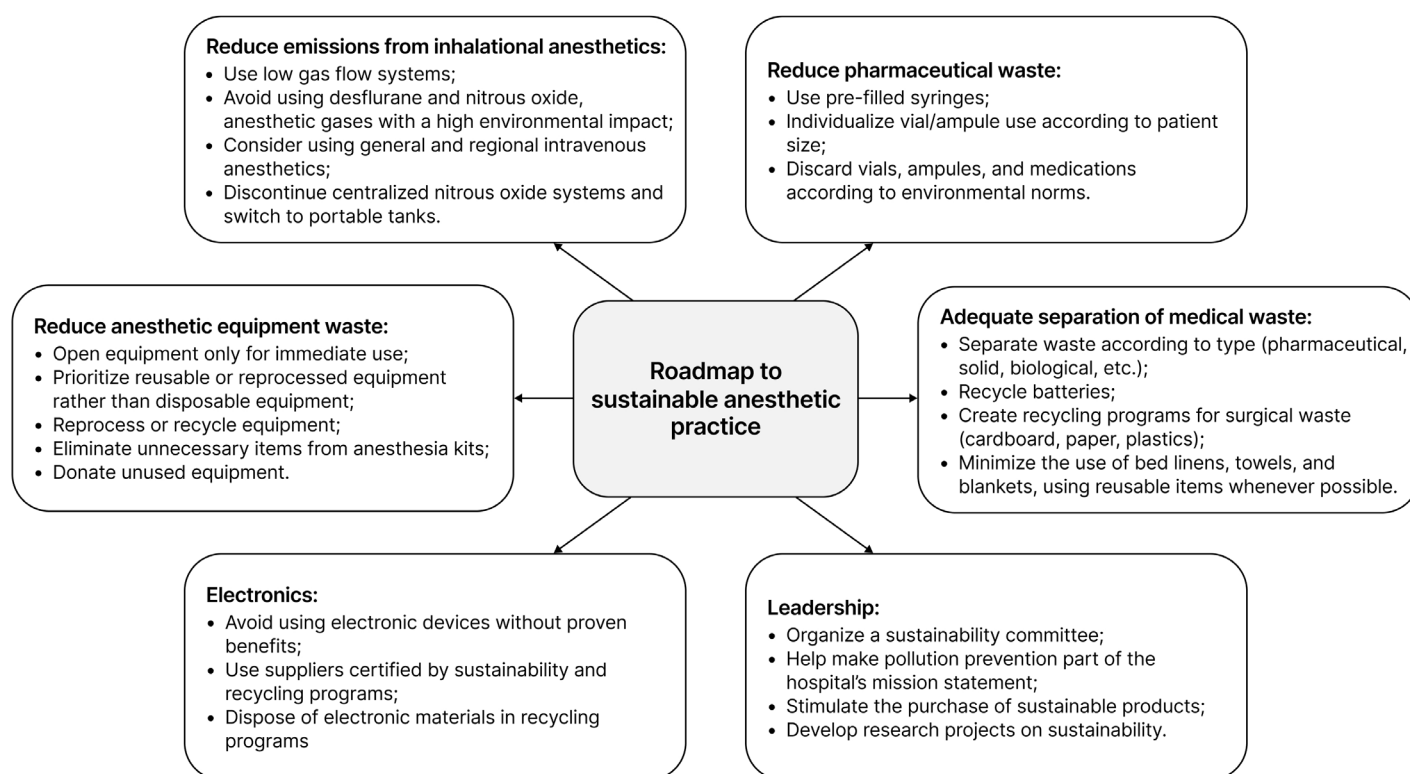 Reduce emissions from inhalational anesthetics:
• Use low gas flow systems;
• Avoid using desflurane and nitrous oxide,
anesthetic gases with a high environmental impact;
• Consider using general and regional intravenous
anesthetics;
• Discontinue centralized nitrous oxide systems and
switch to portable tanks.
Reduce pharmaceutical waste:
• Use pre-filled syringes;
• Individualize vial/ampule use according to patient
size;
• Discard vials, ampules, and medications
according to environmental norms.
Reduce anesthetic equipment waste:
• Open equipment only for immediate use;
• Prioritize reusable or reprocessed equipment
rather than disposable equipment;
• Reprocess or recycle equipment;
• Eliminate unnecessary items from anesthesia kits;
• Donate unused equipment.
Roadmap to
sustainable anesthetic
practice
Adequate separation of medical waste:
• Separate waste according to type (pharmaceutical,
solid, biological, etc.);
• Recycle batteries;
• Create recycling programs for surgical waste
(cardboard, paper, plastics);
• Minimize the use of bed linens, towels, and
blankets, using reusable items whenever possible.
Electronics:
• Avoid using electronic devices without proven
benefits;
• Use suppliers certified by sustainability and
recycling programs;
• Dispose of electronic materials in recycling
programs
Leadership:
• Organize a sustainability committee;
• Help make pollution prevention part of the
hospital's mission statement;
• Stimulate the purchase of sustainable products;
• Develop research projects on sustainability.